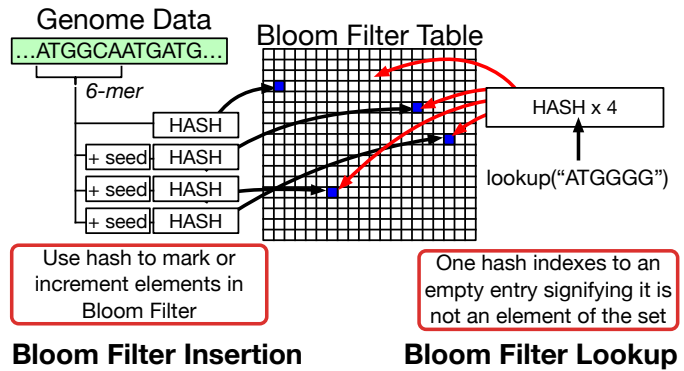 Genome Data
...ATGGCAATGATG...
6-mer
HASH
+ seed HASH
+ seed HASH
+ seed HASH
Bloom Filter Table
HASH x 4
lookup(“ATGGGG”)
Use hash to mark or
increment elements in
Bloom Filter
One hash indexes to an
empty entry signifying it is
not an element of the set
Bloom Filter Insertion
Bloom Filter Lookup